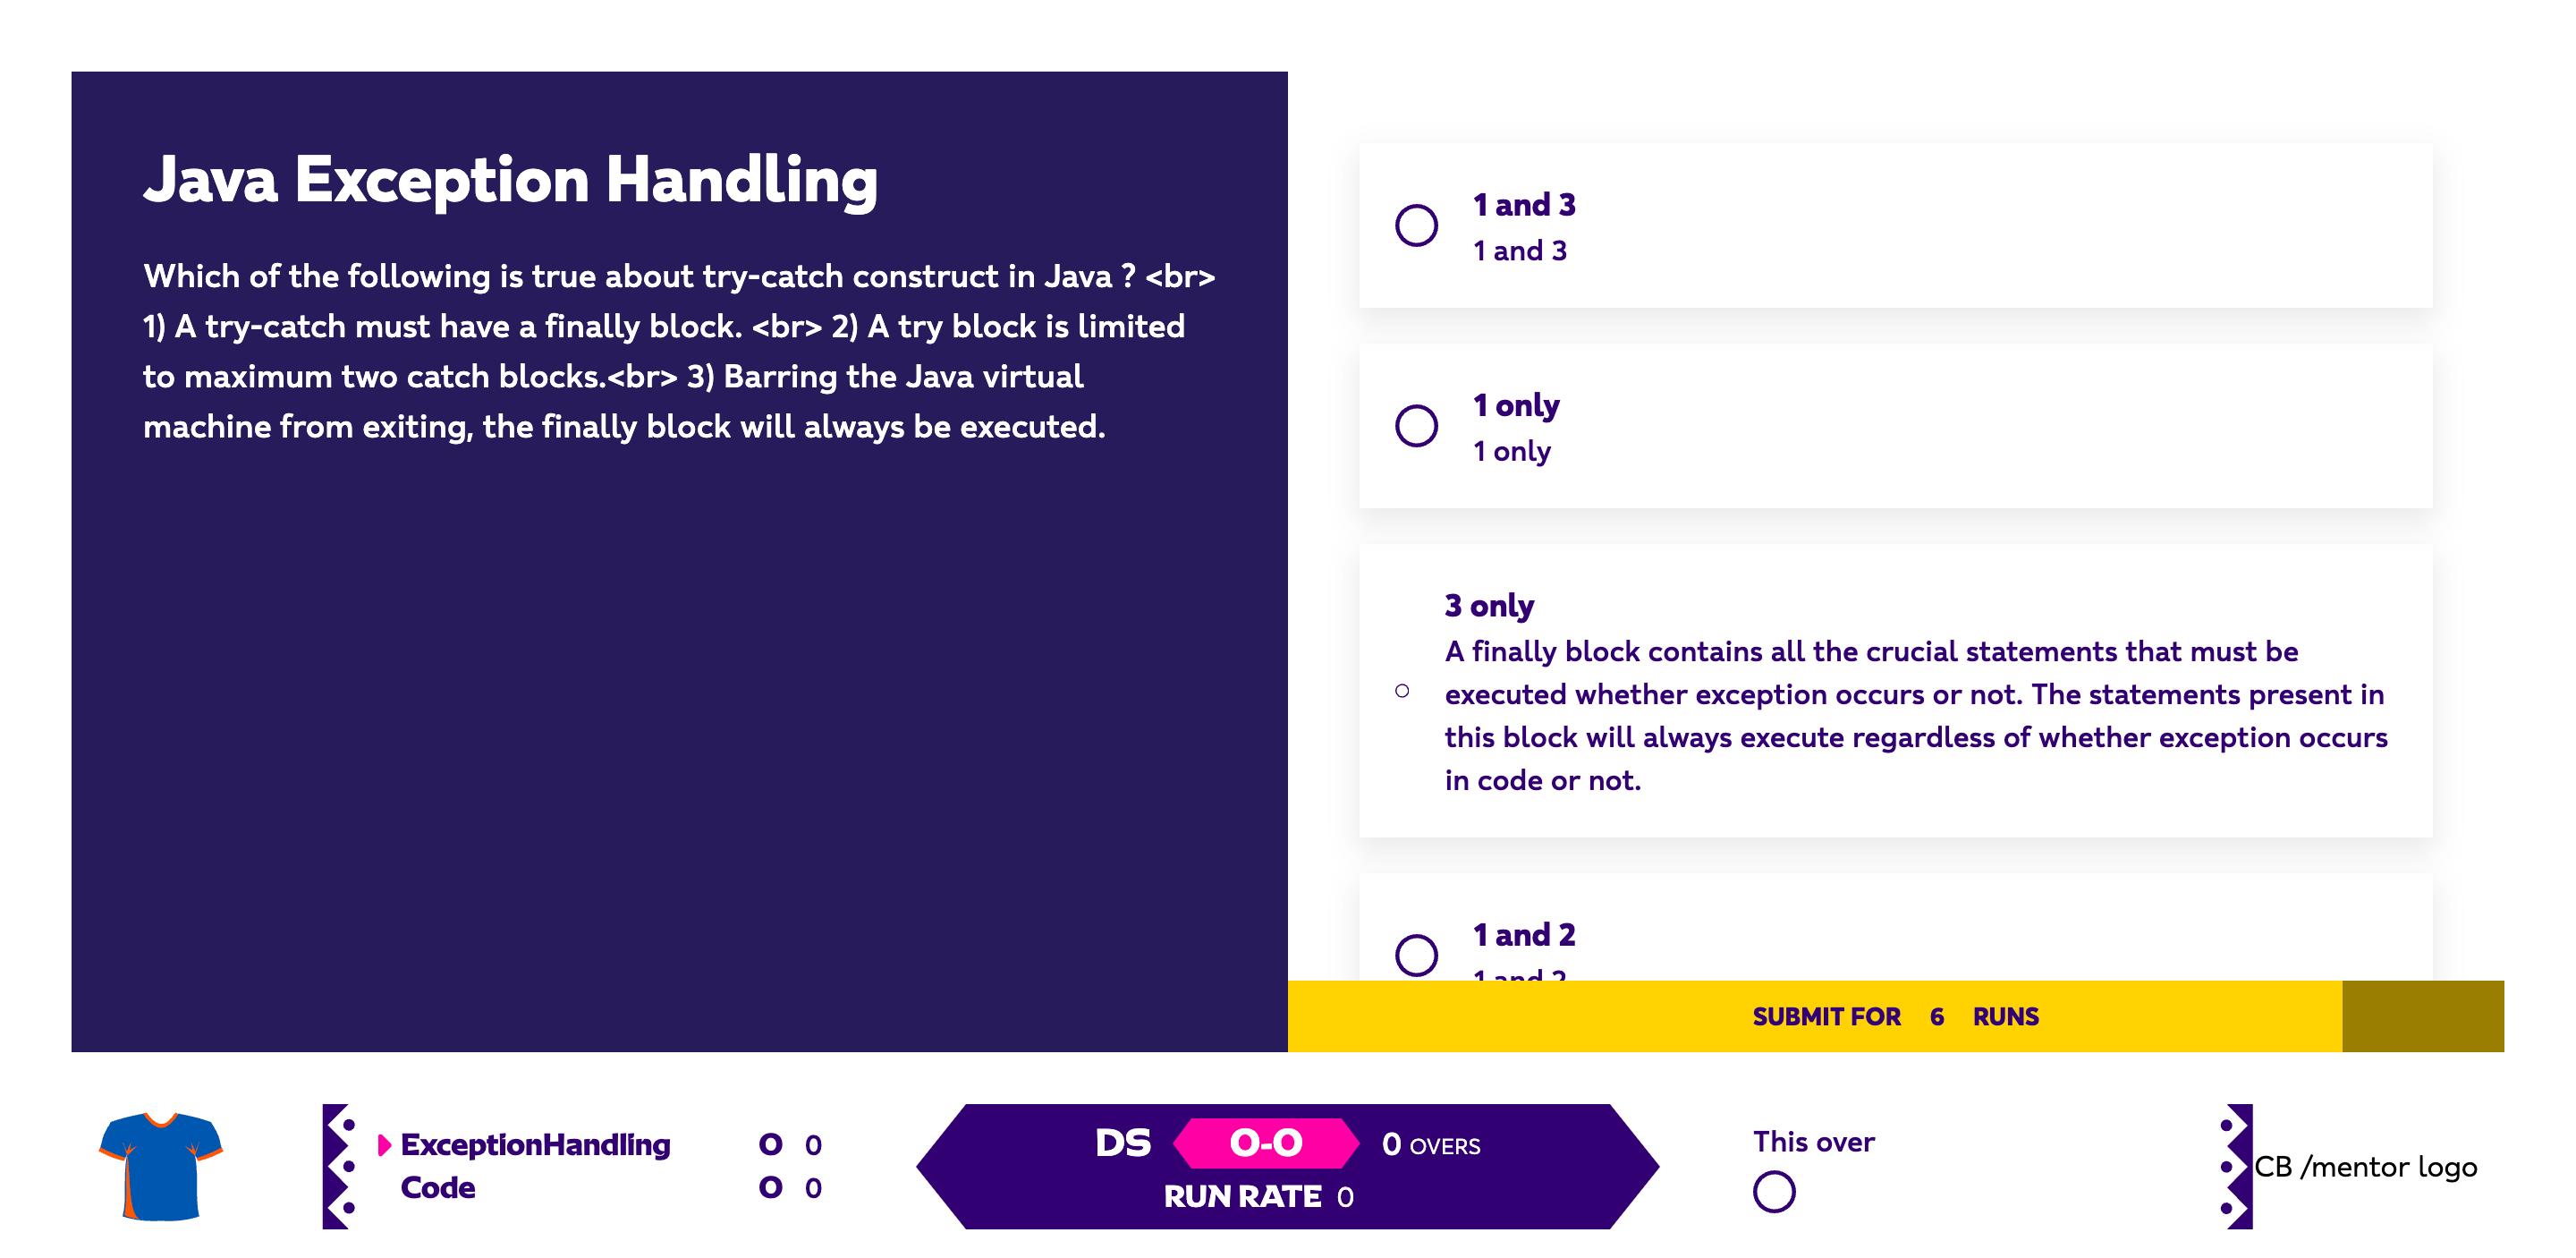 Java Exception Handling
Which of the following is true about try-catch construct in Java ? <br>
1) A try-catch must have a finally block. <br> 2) A try block is limited
to maximum two catch blocks.<br> 3) Barring the Java virtual
machine from exiting, the finally block will always be executed.
1 and 3
1 and 3
1 only
1 only
3 only
A finally block contains all the crucial statements that must be
executed whether exception occurs or not. The statements present in
this block will always execute regardless of whether exception occurs
in code or not.
1 and 2
1 and 2
SUBMIT FOR 6 RUNS
ExceptionHandling 0 0
Code 0 0
DS 0-0 0 OVERS
RUN RATE 0
This over
CB /mentor logo